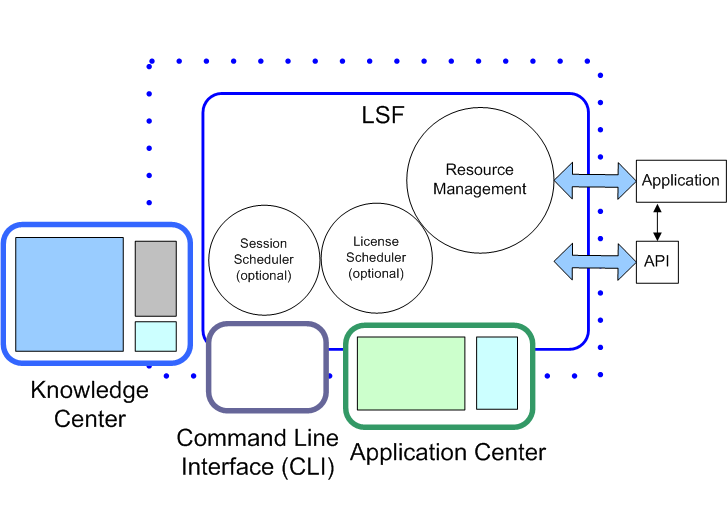 LSF
Resource
Management
Application
Session
Scheduler
(optional)
License
Scheduler
(optional)
API
Knowledge
Center
Command Line
Interface (CLI)
Application Center